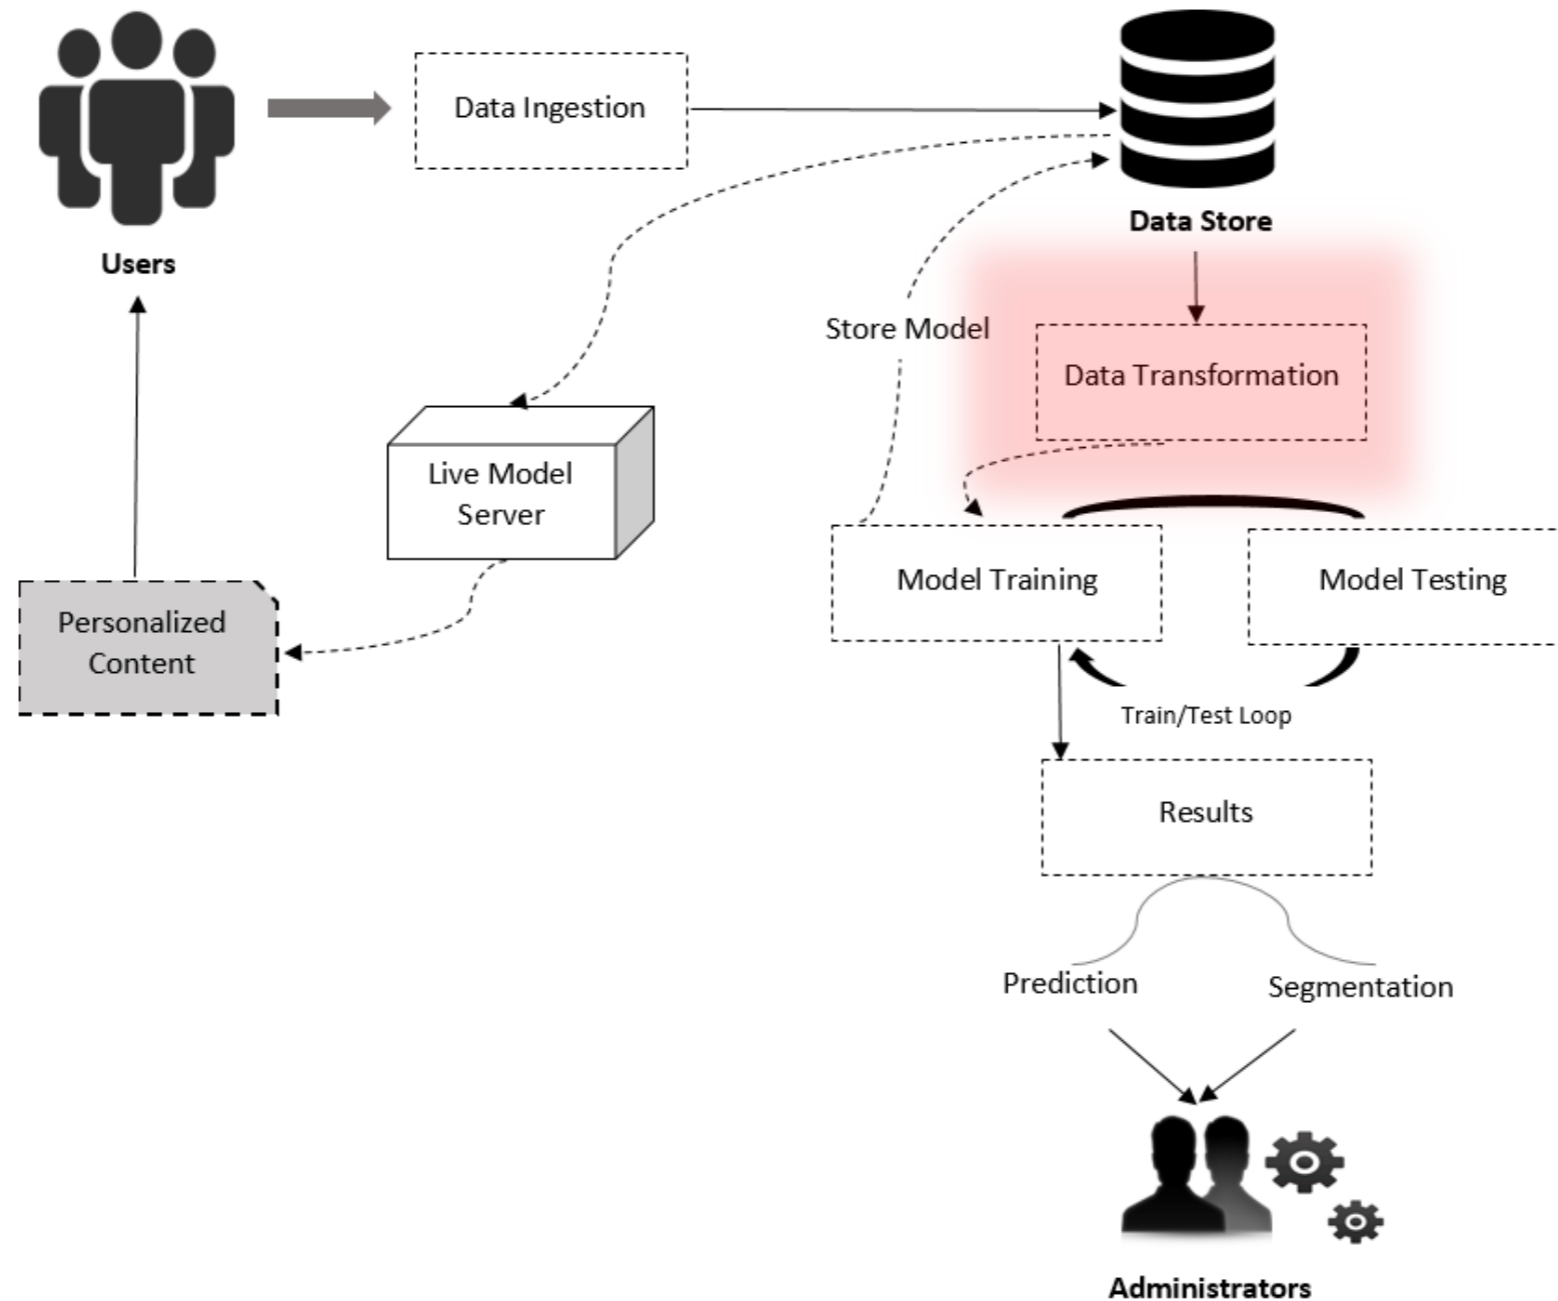 Data Ingestion
Users
Data Store
Store Model
Data Transformation
Live Model
Server
Model Training
Model Testing
Personalized
Content
Train/Test Loop
Results
Prediction
Segmentation
Administrators